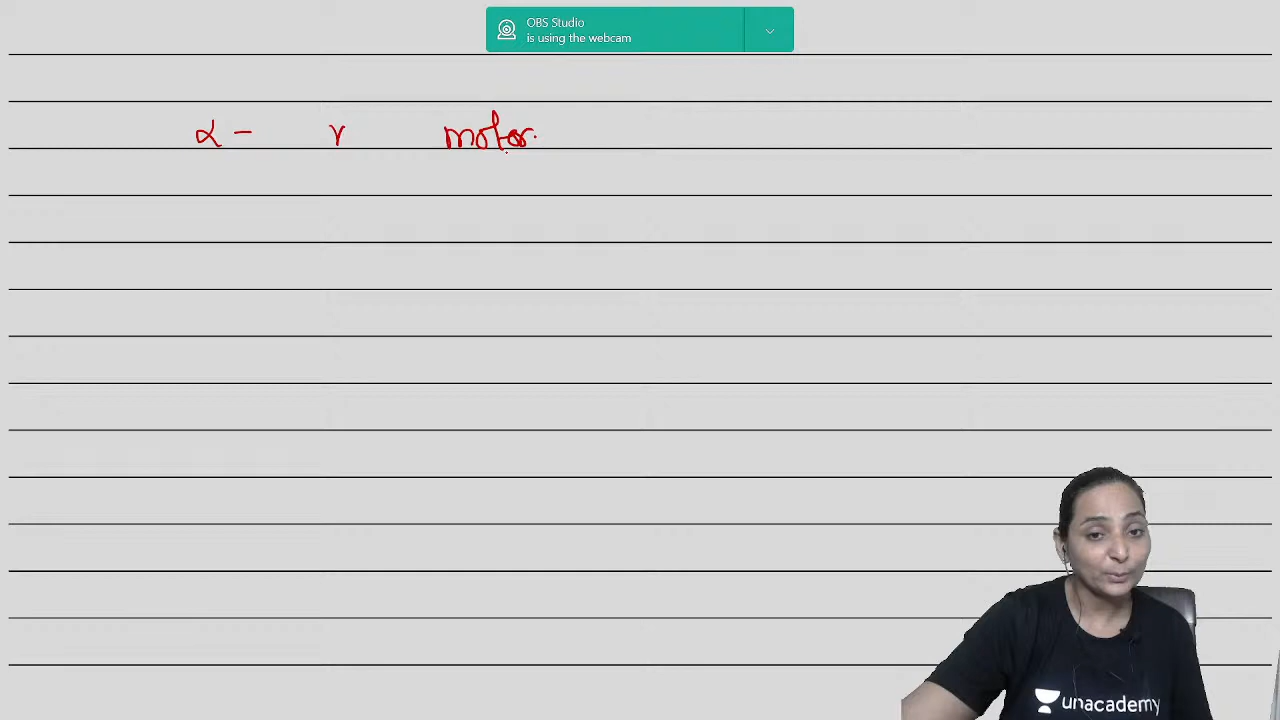 OBS Studio
is using the webcam
α – γ motor.
unacademy